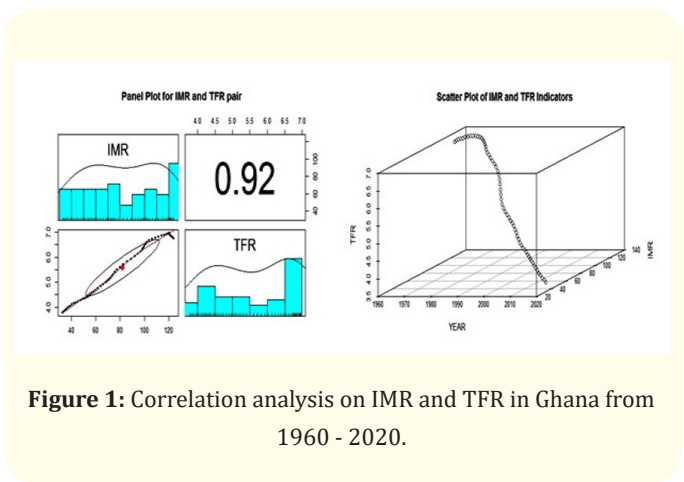 Panel Plot for IMR and TFR pair
4.0 4.5 5.0 5.5 6.0 6.5 7.0
IMR
0.92
40 60 80 100
TFR
4.0 5.0 6.0 7.0
40 60 80 100 120
Scatter Plot of IMR and TFR Indicators
TFR
3.5 4.0 4.5 5.0 5.5 6.0 6.5 7.0
1960 1970 1980 1990 2000 2010 2020
YEAR
20 40 60 80 100 120 140
IMR
Figure 1: Correlation analysis on IMR and TFR in Ghana from
1960 - 2020.